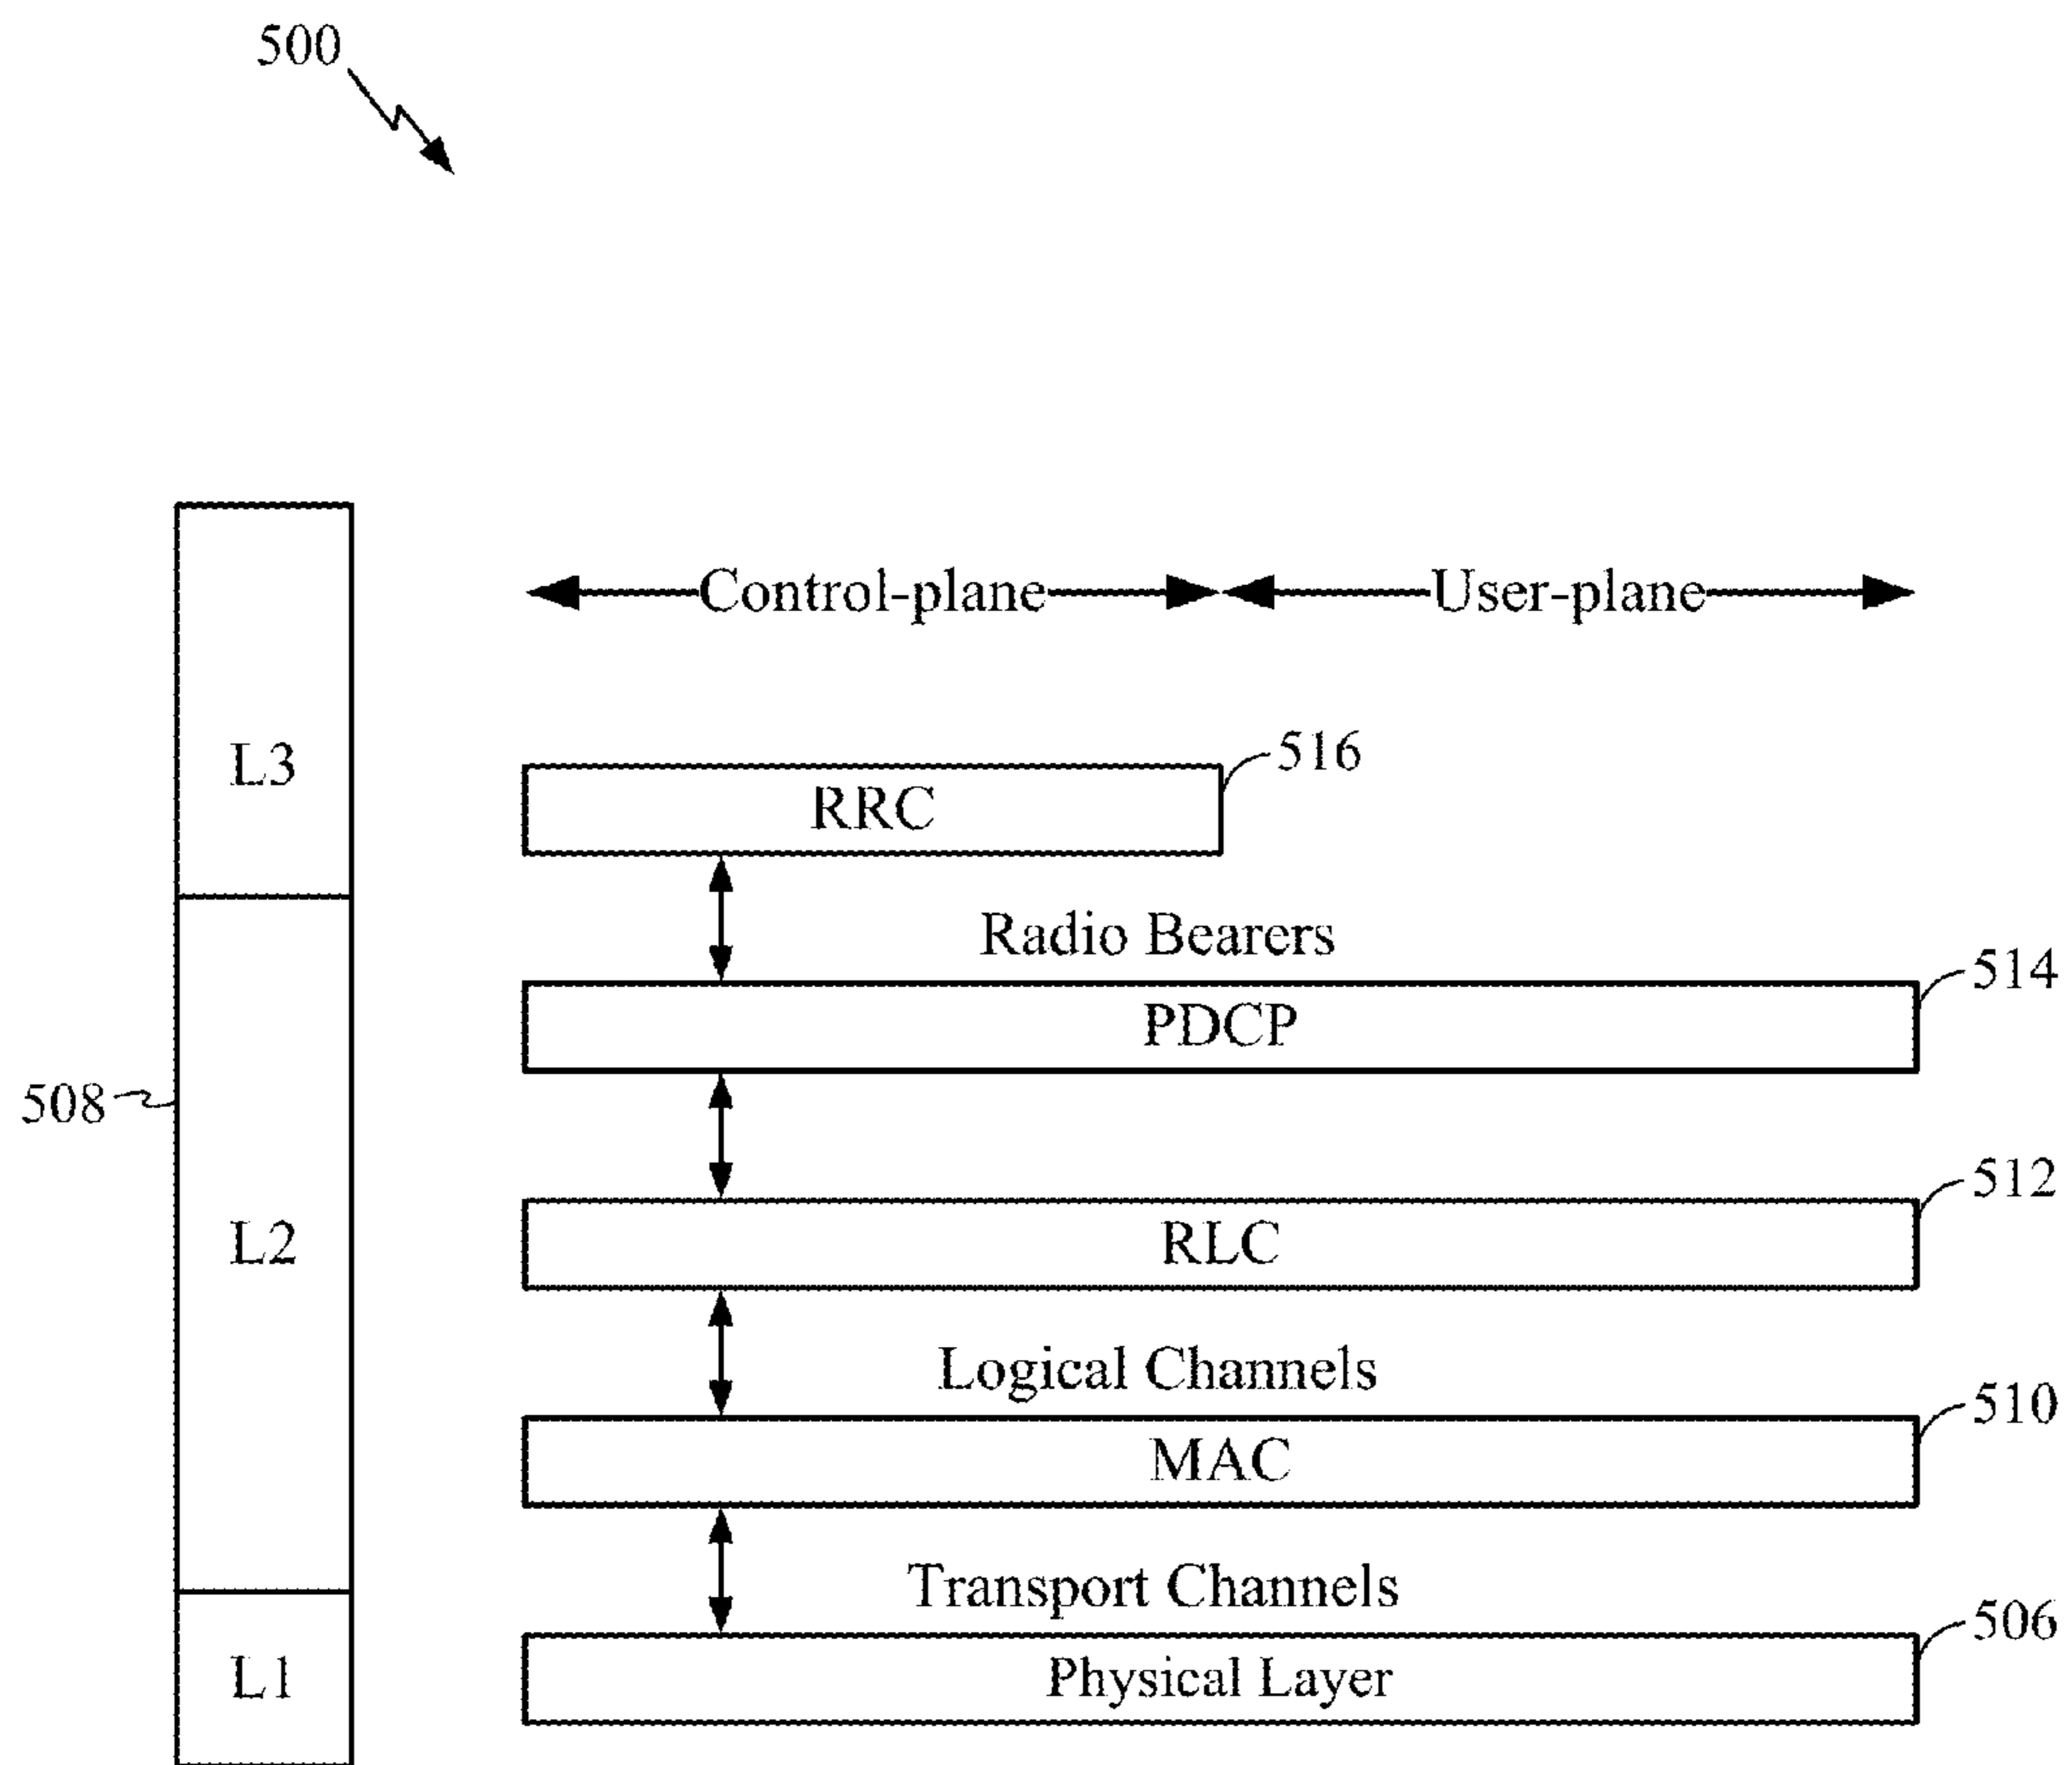 500
Control-plane
User-plane
L3
516
RRC
Radio Bearers
514
PDCP
508
512
L2
RLC
Logical Channels
510
MAC
Transport Channels
506
L1
Physical Layer